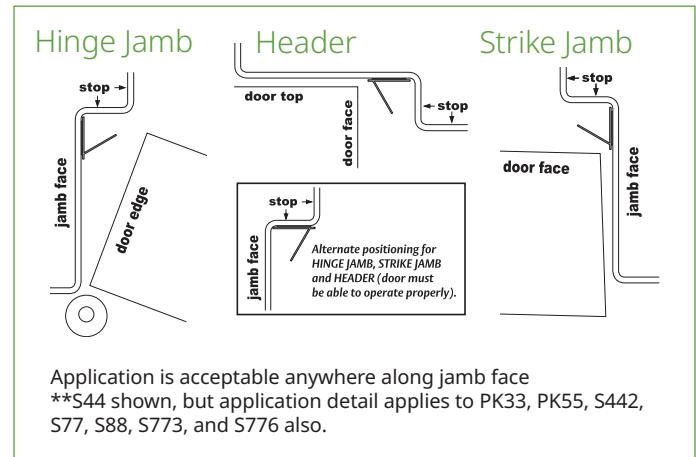 Hinge Jamb
stop
jamb face
door edge
Header
door top
door face
stop
Strike Jamb
stop
door face
jamb face
stop
jamb face
Alternate positioning for
HINGE JAMB, STRIKE JAMB
and HEADER (door must
be able to operate properly).
Application is acceptable anywhere along jamb face
**S44 shown, but application detail applies to PK33, PK55, S442,
S77, S88, S773, and S776 also.